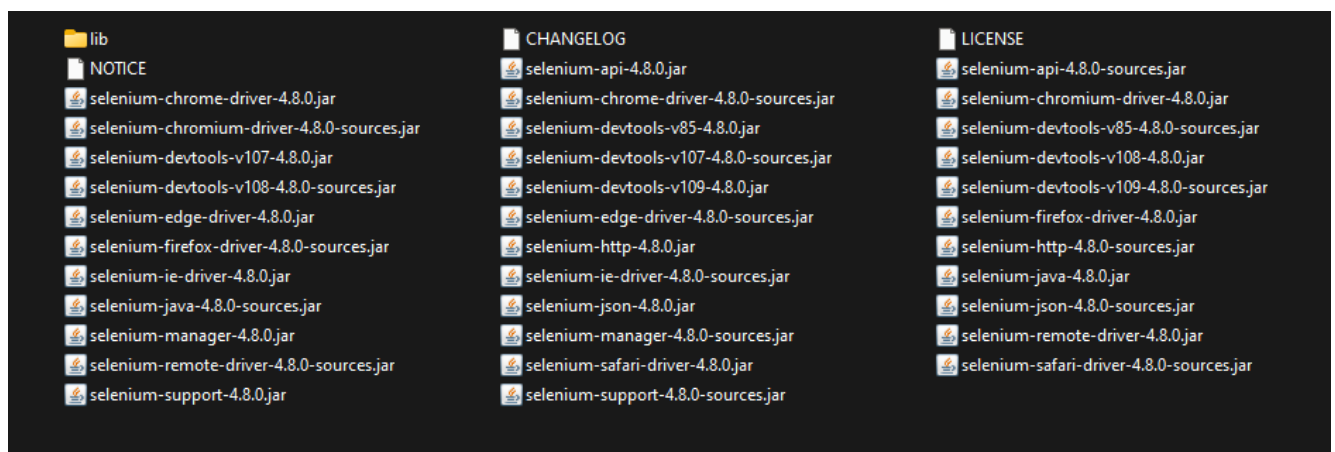 lib
CHANGELOG
LICENSE
NOTICE
selenium-api-4.8.0.jar
selenium-api-4.8.0-sources.jar
selenium-chrome-driver-4.8.0.jar
selenium-chrome-driver-4.8.0-sources.jar
selenium-chromium-driver-4.8.0.jar
selenium-chromium-driver-4.8.0-sources.jar
selenium-devtools-v85-4.8.0.jar
selenium-devtools-v85-4.8.0-sources.jar
selenium-devtools-v107-4.8.0.jar
selenium-devtools-v107-4.8.0-sources.jar
selenium-devtools-v108-4.8.0.jar
selenium-devtools-v108-4.8.0-sources.jar
selenium-devtools-v109-4.8.0.jar
selenium-devtools-v109-4.8.0-sources.jar
selenium-edge-driver-4.8.0.jar
selenium-edge-driver-4.8.0-sources.jar
selenium-firefox-driver-4.8.0.jar
selenium-firefox-driver-4.8.0-sources.jar
selenium-http-4.8.0.jar
selenium-http-4.8.0-sources.jar
selenium-ie-driver-4.8.0.jar
selenium-ie-driver-4.8.0-sources.jar
selenium-java-4.8.0.jar
selenium-java-4.8.0-sources.jar
selenium-json-4.8.0.jar
selenium-json-4.8.0-sources.jar
selenium-manager-4.8.0.jar
selenium-manager-4.8.0-sources.jar
selenium-remote-driver-4.8.0.jar
selenium-remote-driver-4.8.0-sources.jar
selenium-safari-driver-4.8.0.jar
selenium-safari-driver-4.8.0-sources.jar
selenium-support-4.8.0.jar
selenium-support-4.8.0-sources.jar